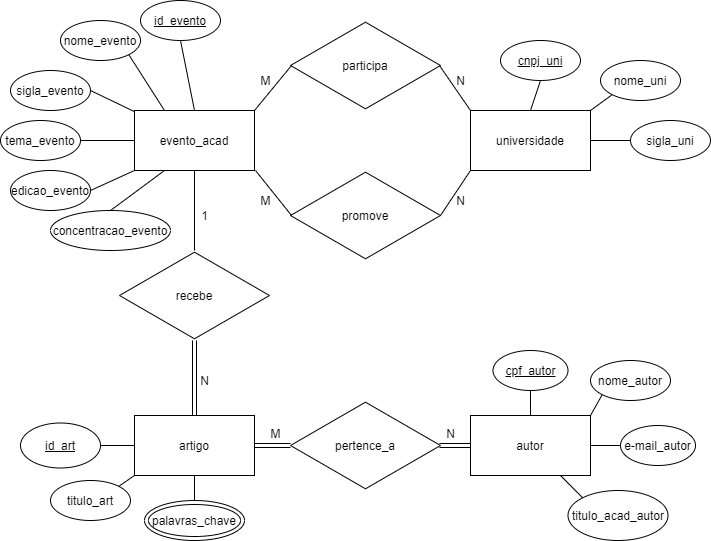 id_evento
nome_evento
sigla_evento
tema_evento
edicao_evento
concentracao_evento
evento_acad
M
participa
N
cnpj_uni
nome_uni
universidade
sigla_uni
M
promove
N
1
recebe
N
id_art
titulo_art
palavras_chave
artigo
M
pertence_a
N
cpf_autor
nome_autor
autor
e-mail_autor
titulo_acad_autor